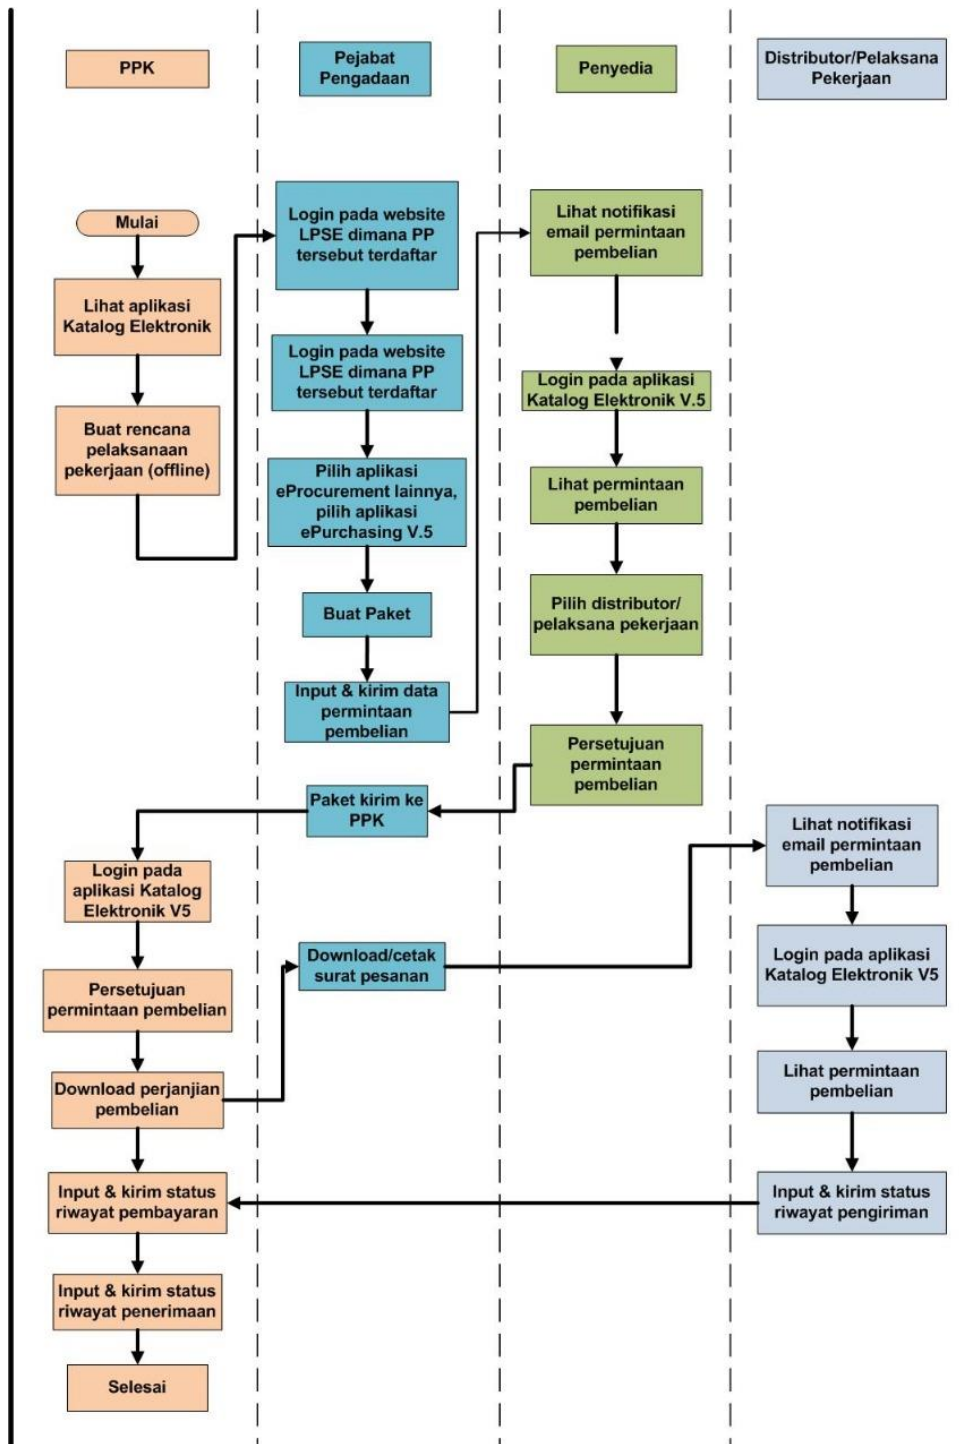 PPK
Pejabat
Pengadaan
Penyedia
Distributor/Pelaksana
Pekerjaan
Mulai
Lihat aplikasi
Katalog Elektronik
Buat rencana
pelaksanaan
pekerjaan (offline)
Login pada website
LPSE dimana PP
tersebut terdaftar
Login pada website
LPSE dimana PP
tersebut terdaftar
Pilih aplikasi
eProcurement lainnya,
pilih aplikasi
ePurchasing V.5
Buat Paket
Input & kirim data
permintaan
pembelian
Lihat notifikasi
email permintaan
pembelian
Login pada aplikasi
Katalog Elektronik V.5
Lihat permintaan
pembelian
Pilih distributor/
pelaksana pekerjaan
Persetujuan
permintaan
pembelian
Paket kirim ke
PPK
Login pada
aplikasi Katalog
Elektronik V5
Persetujuan
permintaan pembelian
Download perjanjian
pembelian
Download/cetak
surat pesanan
Lihat notifikasi
email permintaan
pembelian
Login pada aplikasi
Katalog Elektronik V5
Lihat permintaan
pembelian
Input & kirim status
riwayat pengiriman
Input & kirim status
riwayat pembayaran
Input & kirim status
riwayat penerimaan
Selesai